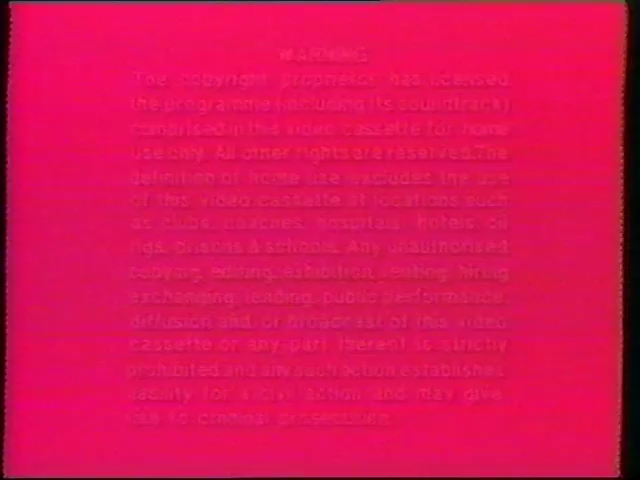 WARNING
The copyright proprietor has licensed
the programme (including its soundtrack)
comprised in this video cassette for home
use only. All other rights are reserved. The
definition of home use excludes the use
of this video cassette at locations such
as clubs, coaches, hospitals, hotels, oil
rigs, prisons & schools. Any unauthorised
copying, editing, exhibition, renting, hiring
exchanging, lending, public performance,
diffusion and/or broadcast of this video
cassette or any part thereof is strictly
prohibited and any such action establishes
liability for a civil action and may give
rise to criminal prosecution.